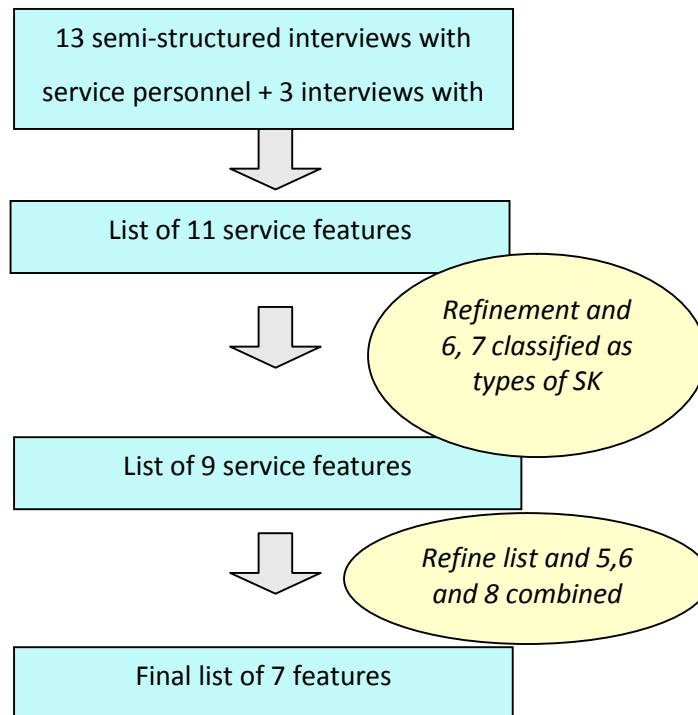 13 semi-structured interviews with
service personnel + 3 interviews with
List of 11 service features
Refinement and
6, 7 classified as
types of SK
List of 9 service features
Refine list and 5,6
and 8 combined
Final list of 7 features